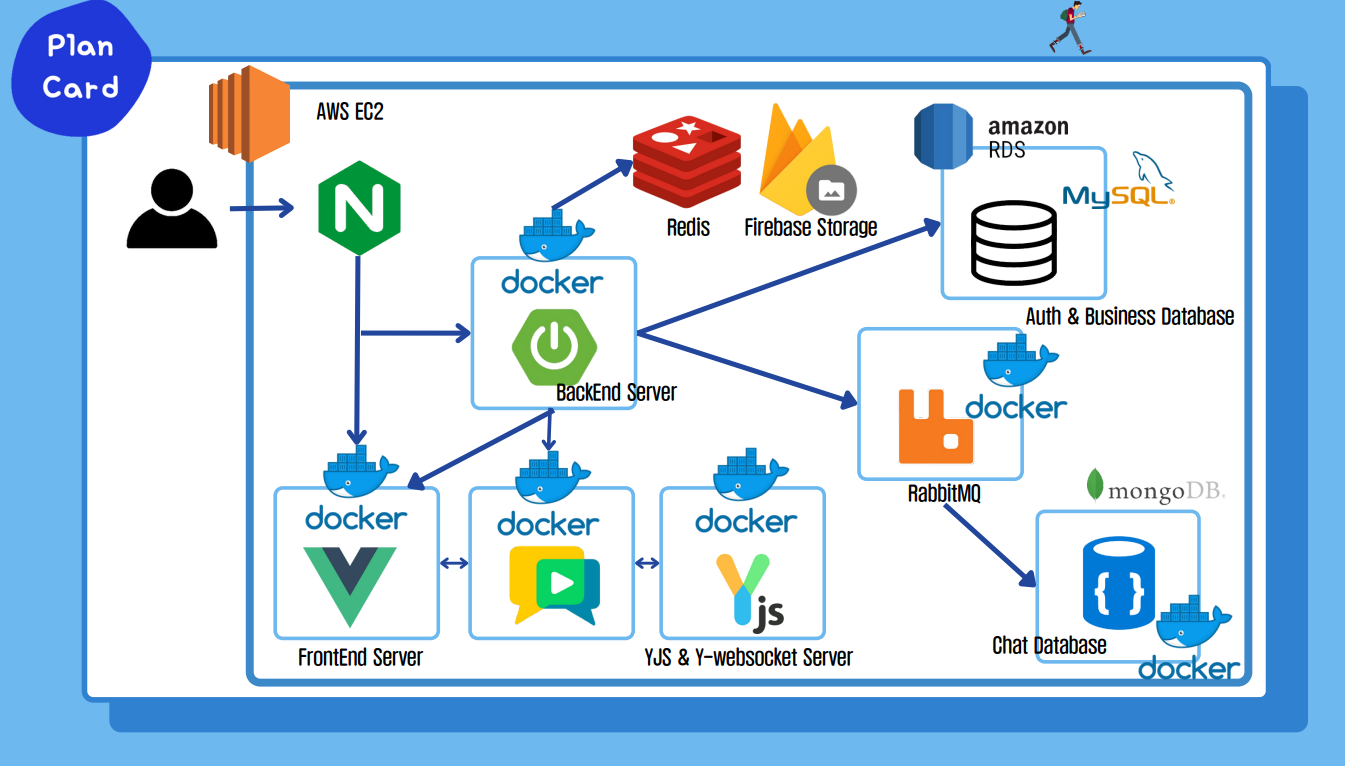 Plan
Card
AWS EC2
Redis
Firebase Storage
amazon
RDS
MySQL®
Auth & Business Database
docker
BackEnd Server
docker
RabbitMQ
mongoDB.
docker
FrontEnd Server
docker
docker
Yjs
YJS & Y-websocket Server
{ }
Chat Database
docker